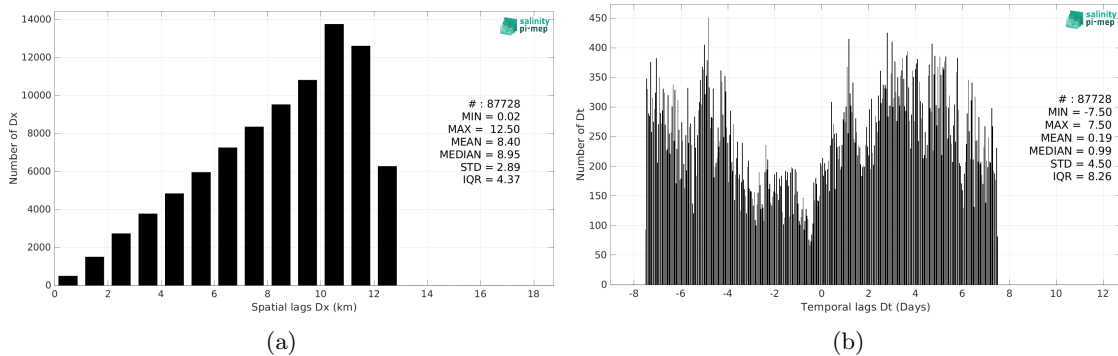 14000
12000
10000
8000
6000
4000
2000
0
Number of Dx
salinity
pi-mep
# : 87728
MIN = 0.02
MAX = 12.50
MEAN = 8.40
MEDIAN = 8.95
STD = 2.89
IQR = 4.37
0 2 4 6 8 10 12 14 16 18
Spatial lags Dx (km)
(a)
450
400
350
300
250
200
150
100
50
0
Number of Dt
salinity
pi-mep
# : 87728
MIN = -7.50
MAX = 7.50
MEAN = 0.19
MEDIAN = 0.99
STD = 4.50
IQR = 8.26
-8 -6 -4 -2 0 2 4 6 8 10 12
Temporal lags Dt (Days)
(b)